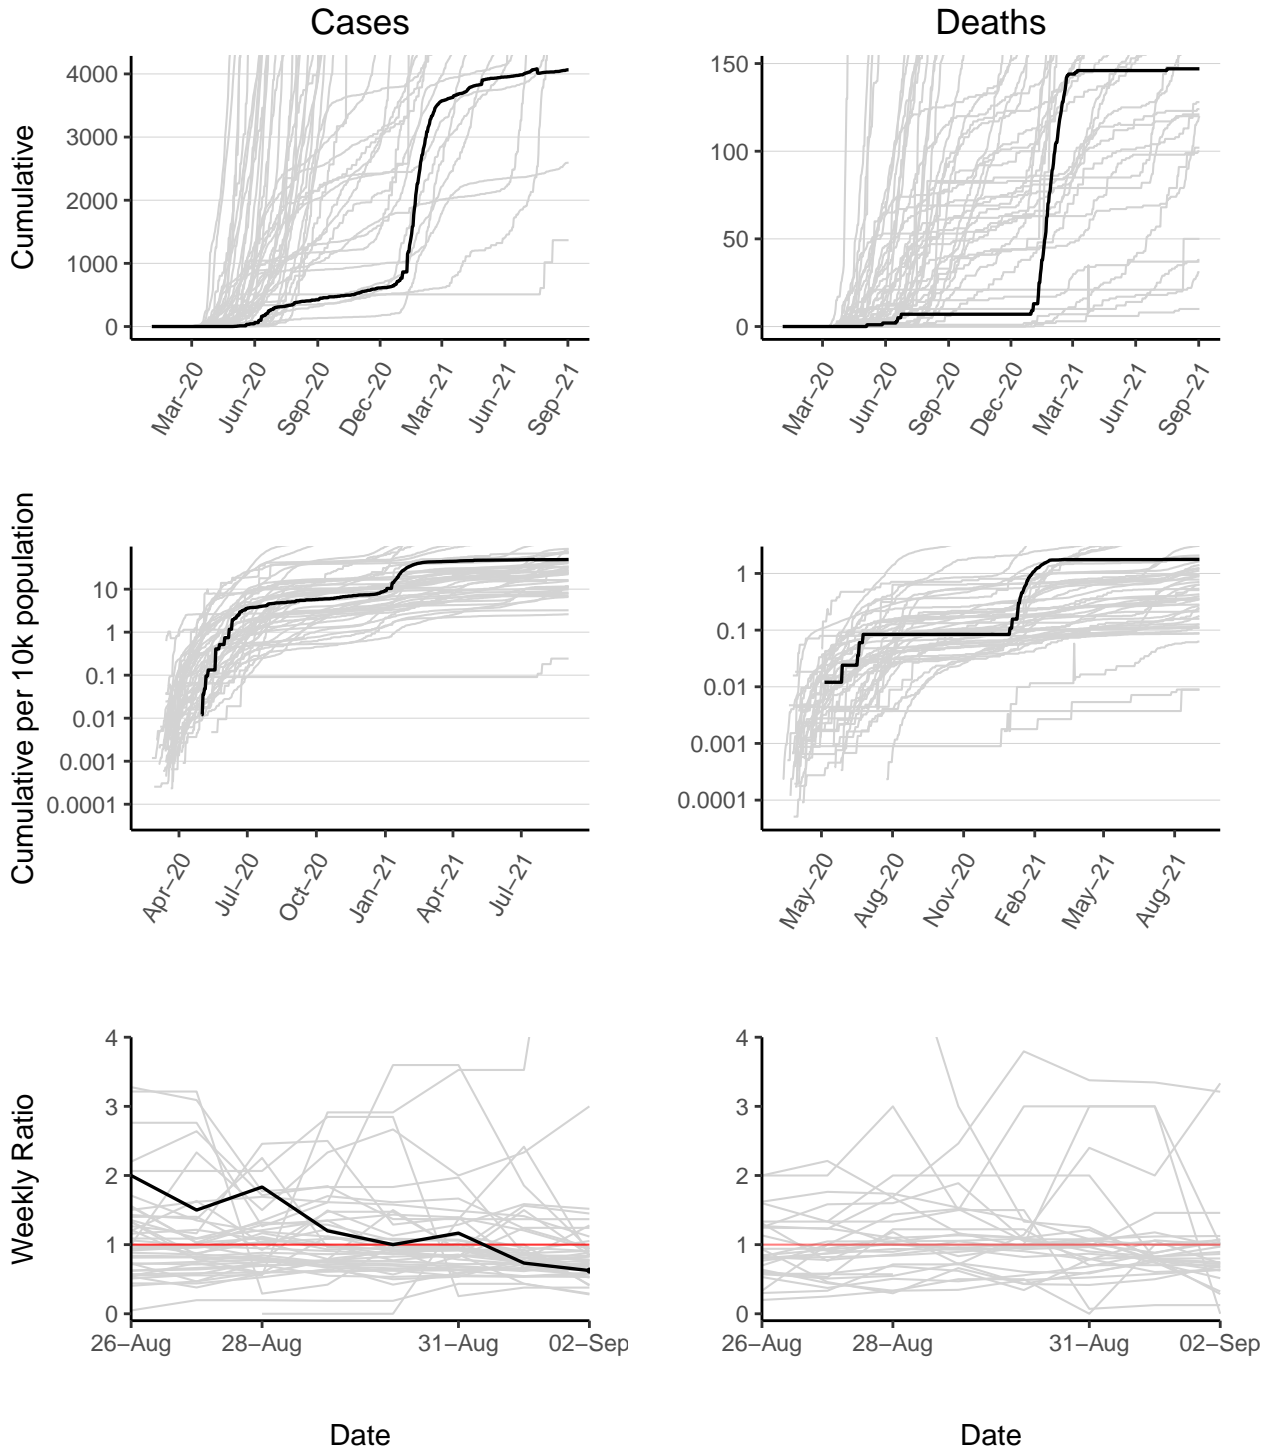 Cases
Deaths
Cumulative
4000
3000
2000
1000
0
Mar–20
Jun–20
Sep–20
Dec–20
Mar–21
Jun–21
Sep–21
150
100
50
0
Mar–20
Jun–20
Sep–20
Dec–20
Mar–21
Jun–21
Sep–21
Cumulative per 10k population
10
1
0.1
0.01
0.001
0.0001
Apr–20
Jul–20
Oct–20
Jan–21
Apr–21
Jul–21
1
0.1
0.01
0.001
0.0001
May–20
Aug–20
Nov–20
Feb–21
May–21
Aug–21
Weekly Ratio
4
3
2
1
0
26–Aug
28–Aug
31–Aug
02–Sep
4
3
2
1
0
26–Aug
28–Aug
31–Aug
02–Sep
Date
Date